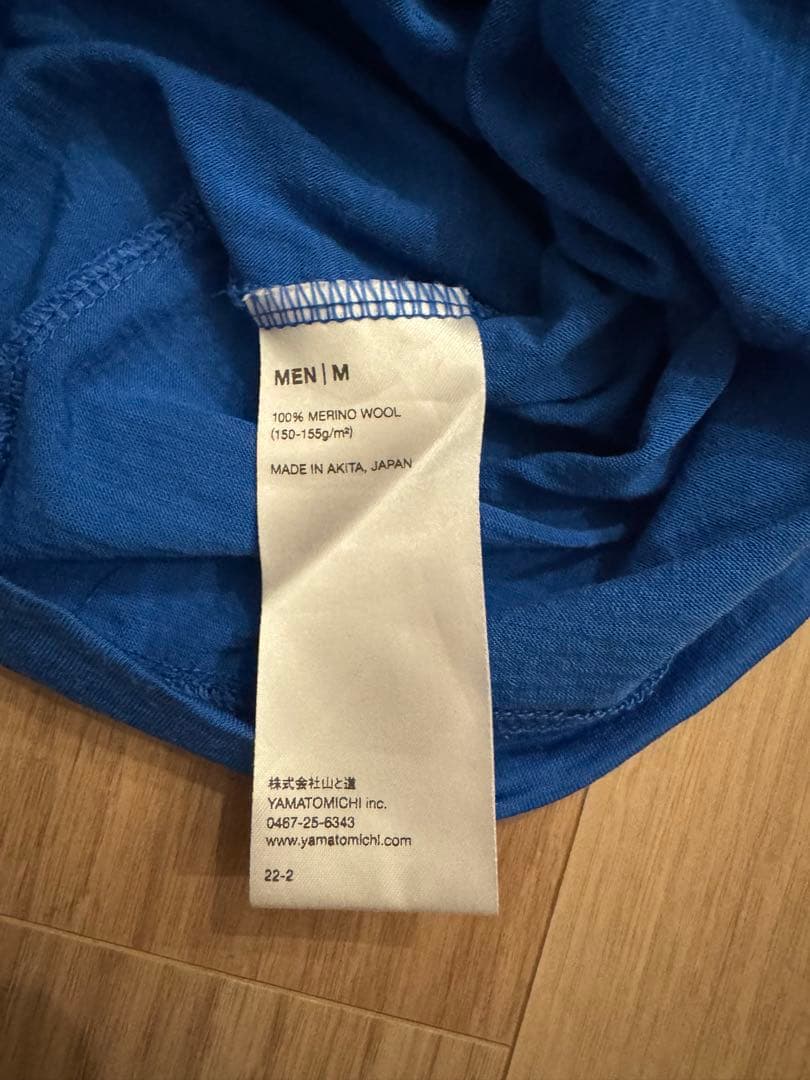 MEN | M
100% MERINO WOOL
(150-155g/m²)
MADE IN AKITA, JAPAN
株式会社山と道
YAMATOMICHI inc.
0467-25-6343
www.yamatomichi.com
22-2